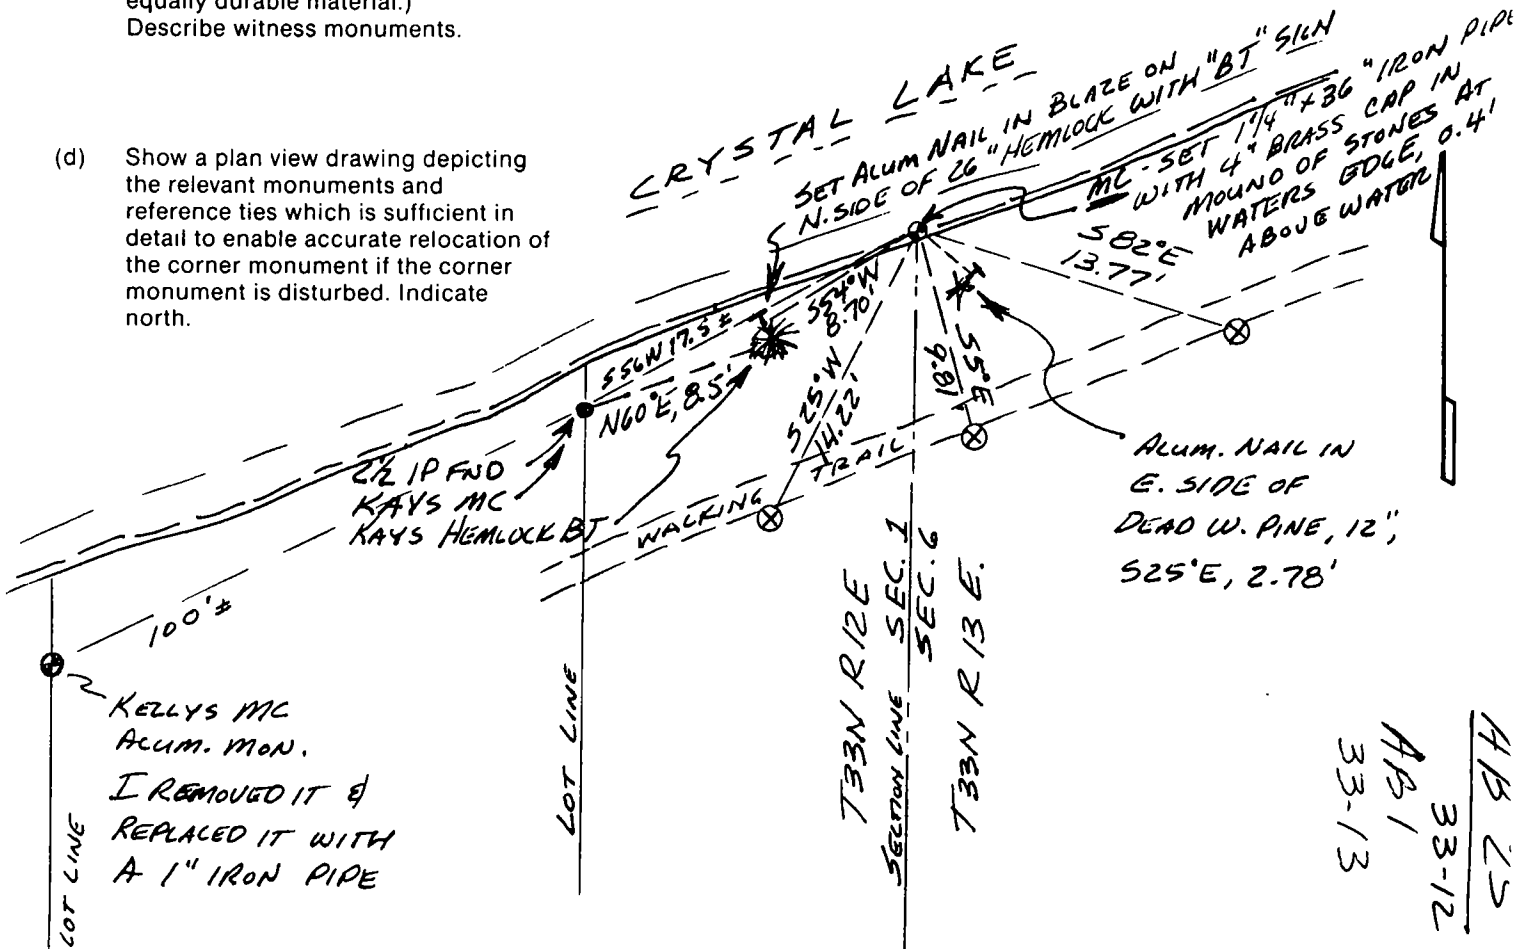 equally durable material.)
Describe witness monuments.
(d) Show a plan view drawing depicting
the relevant monuments and
reference ties which is sufficient in
detail to enable accurate relocation of
the corner monument if the corner
monument is disturbed. Indicate
north.
CRYSTAL LAKE
SET ALUM NAIL IN BLAZE ON
N. SIDE OF 26" HEMLOCK WITH "BT" SIGN
MC - SET 1 1/4" X 36" IRON PIPE
WITH 4" BRASS CAP IN
MOUND OF STONES AT
WATERS EDGE, 0.4'
ABOVE WATER
S82°E
13.77'
S54°W
8.70'
S56W 17.5±
N60°E, 8.5'
S25°W
14.22'
S5°E
9.81
2 1/2 IP FND
KAYS MC
KAYS HEMLOCK BT
WALKING TRAIL
ALUM. NAIL IN
E. SIDE OF
DEAD W. PINE, 12",
S25°E, 2.78'
100'±
KELLYS MC
ALUM. MON.
I REMOVED IT &
REPLACED IT WITH
A 1" IRON PIPE
LOT LINE
LOT LINE
T33N R12E
SECTION LINE SEC. 1
SEC. 6
T33N R13E.
AB 25
33-12
AB 1
33-13